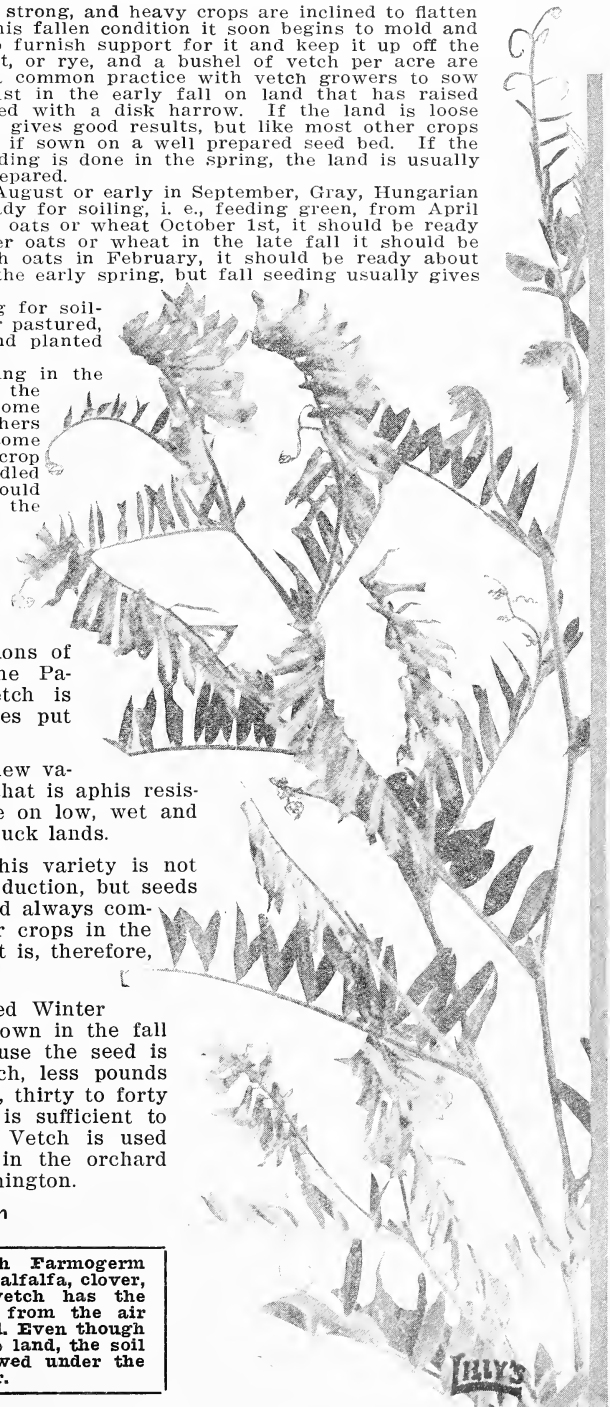 strong, and heavy crops are inclined to flatten
his fallen condition it soon begins to mold and
furnish support for it and keep it up off the
t, or rye, and a bushel of vetch per acre are
common practice with vetch growers to sow
st in the early fall on land that has raised
ed with a disk harrow. If the land is loose
gives good results, but like most other crops
if sown on a well prepared seed bed. If the
ding is done in the spring, the land is usually
epared.
August or early in September, Gray, Hungarian
dy for soiling, i. e., feeding green, from April
oats or wheat October 1st, it should be ready
er oats or wheat in the late fall it should be
h oats in February, it should be ready about
the early spring, but fall seeding usually gives
g for soil-
r pastured,
nd planted
ing in the
the
ome
hers
ome
crop
dled
ould
the
ons of
he Pa-
etch is
es put
ew va-
hat is aphis resis-
e on low, wet and
uck lands.
his variety is not
duction, but seeds
d always com-
r crops in the
t is, therefore,
ed Winter
own in the fall
use the seed is
ch, less pounds
, thirty to forty
is sufficient to
Vetch is used
in the orchard
hington.
n
h Farmogerm
alfalfa, clover,
vetch has the
from the air
l. Even though
land, the soil
wed under the
r.
LILLY'S